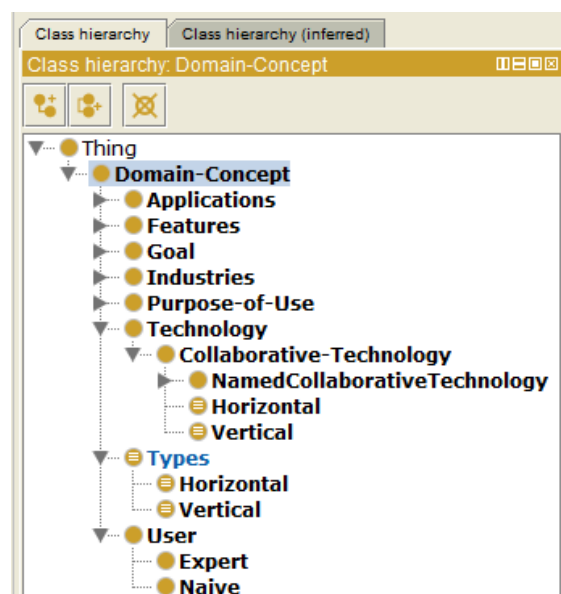 Class hierarchy Class hierarchy (inferred)
Class hierarchy: Domain-Concept
Thing
Domain-Concept
Applications
Features
Goal
Industries
Purpose-of-Use
Technology
Collaborative-Technology
NamedCollaborativeTechnology
Horizontal
Vertical
Types
Horizontal
Vertical
User
Expert
Naive